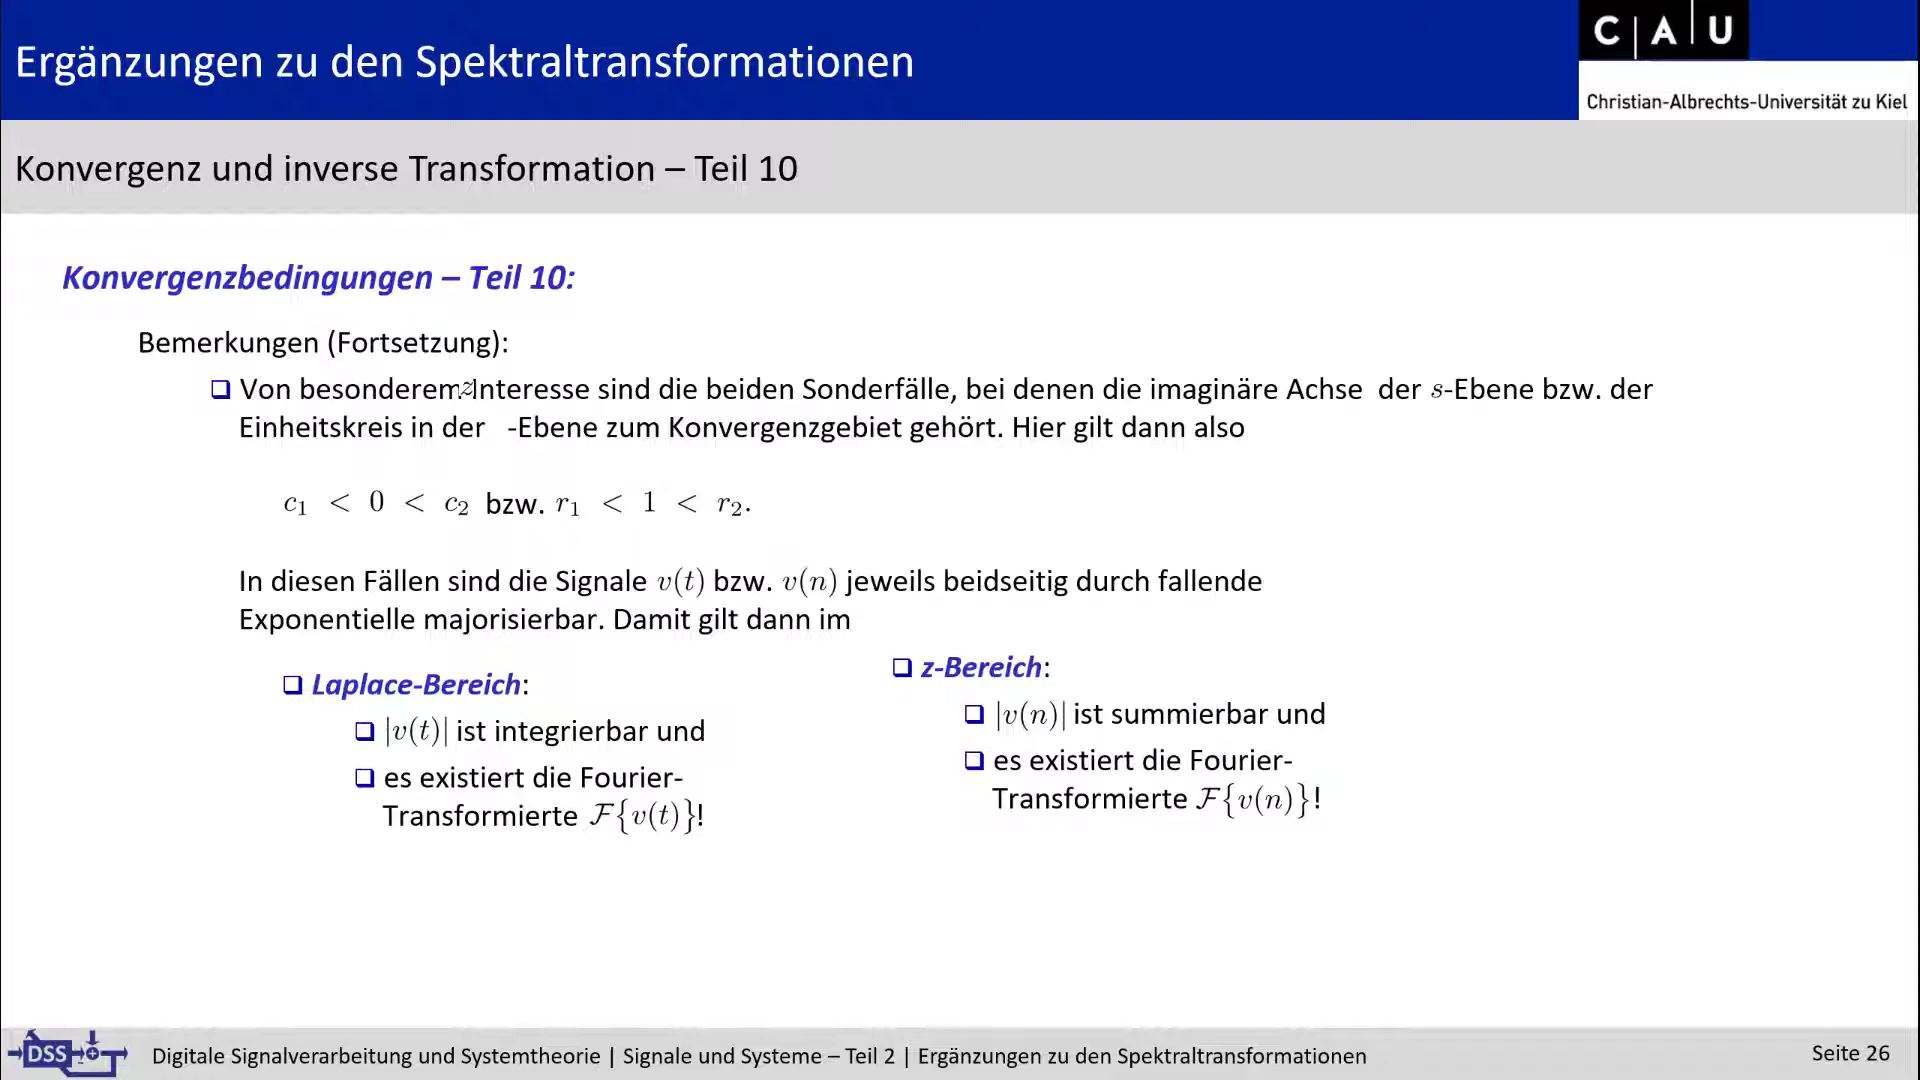 Ergänzungen zu den Spektraltransformationen
C A U
Christian-Albrechts-Universität zu Kiel
Konvergenz und inverse Transformation – Teil 10
Konvergenzbedingungen – Teil 10:
Bemerkungen (Fortsetzung):
Von besonderem z Interesse sind die beiden Sonderfälle, bei denen die imaginäre Achse der s-Ebene bzw. der
Einheitskreis in der -Ebene zum Konvergenzgebiet gehört. Hier gilt dann also
c₁ < 0 < c₂ bzw. r₁ < 1 < r₂.
In diesen Fällen sind die Signale v(t) bzw. v(n) jeweils beidseitig durch fallende
Exponentielle majorisierbar. Damit gilt dann im
Laplace-Bereich:
|v(t)| ist integrierbar und
es existiert die Fourier-
Transformierte ℱ{v(t)}!
z-Bereich:
|v(n)| ist summierbar und
es existiert die Fourier-
Transformierte ℱ{v(n)}!
DSS
Digitale Signalverarbeitung und Systemtheorie | Signale und Systeme – Teil 2 | Ergänzungen zu den Spektraltransformationen
Seite 26